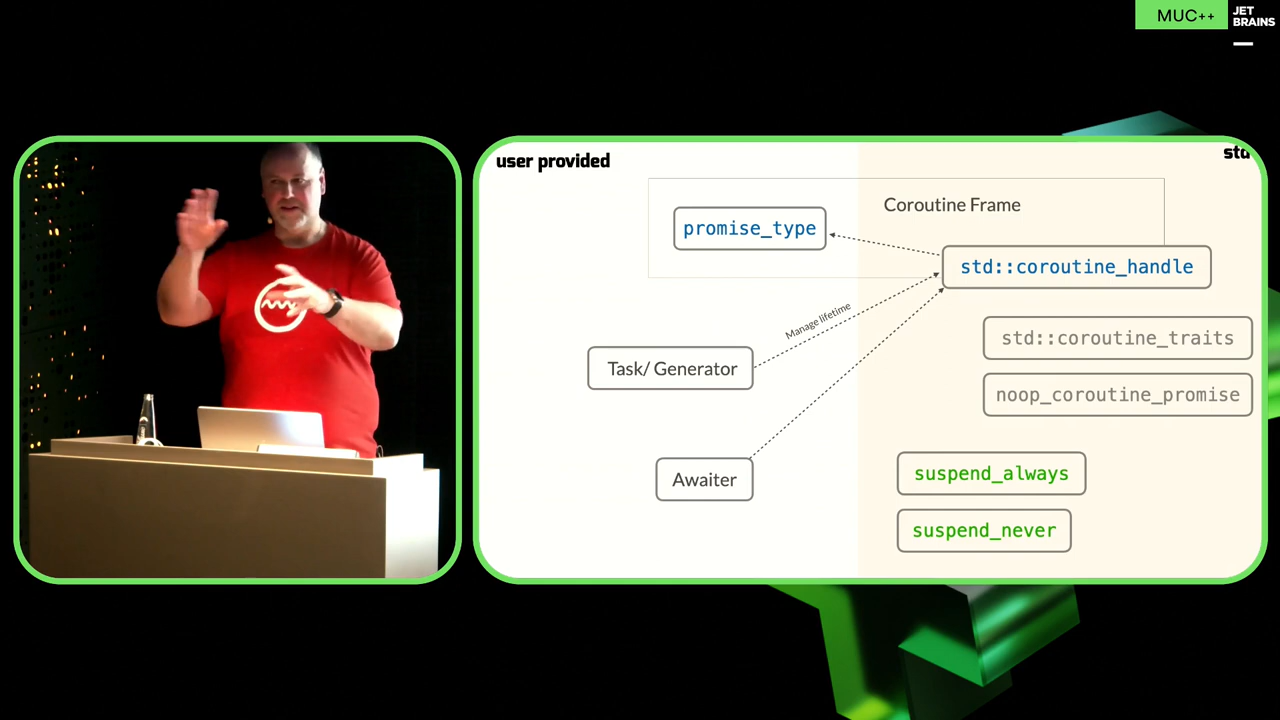 MUC++
JET
BRAINS
user provided
std
Coroutine Frame
promise_type
std::coroutine_handle
Manage lifetime
std::coroutine_traits
Task/ Generator
noop_coroutine_promise
suspend_always
Awaiter
suspend_never